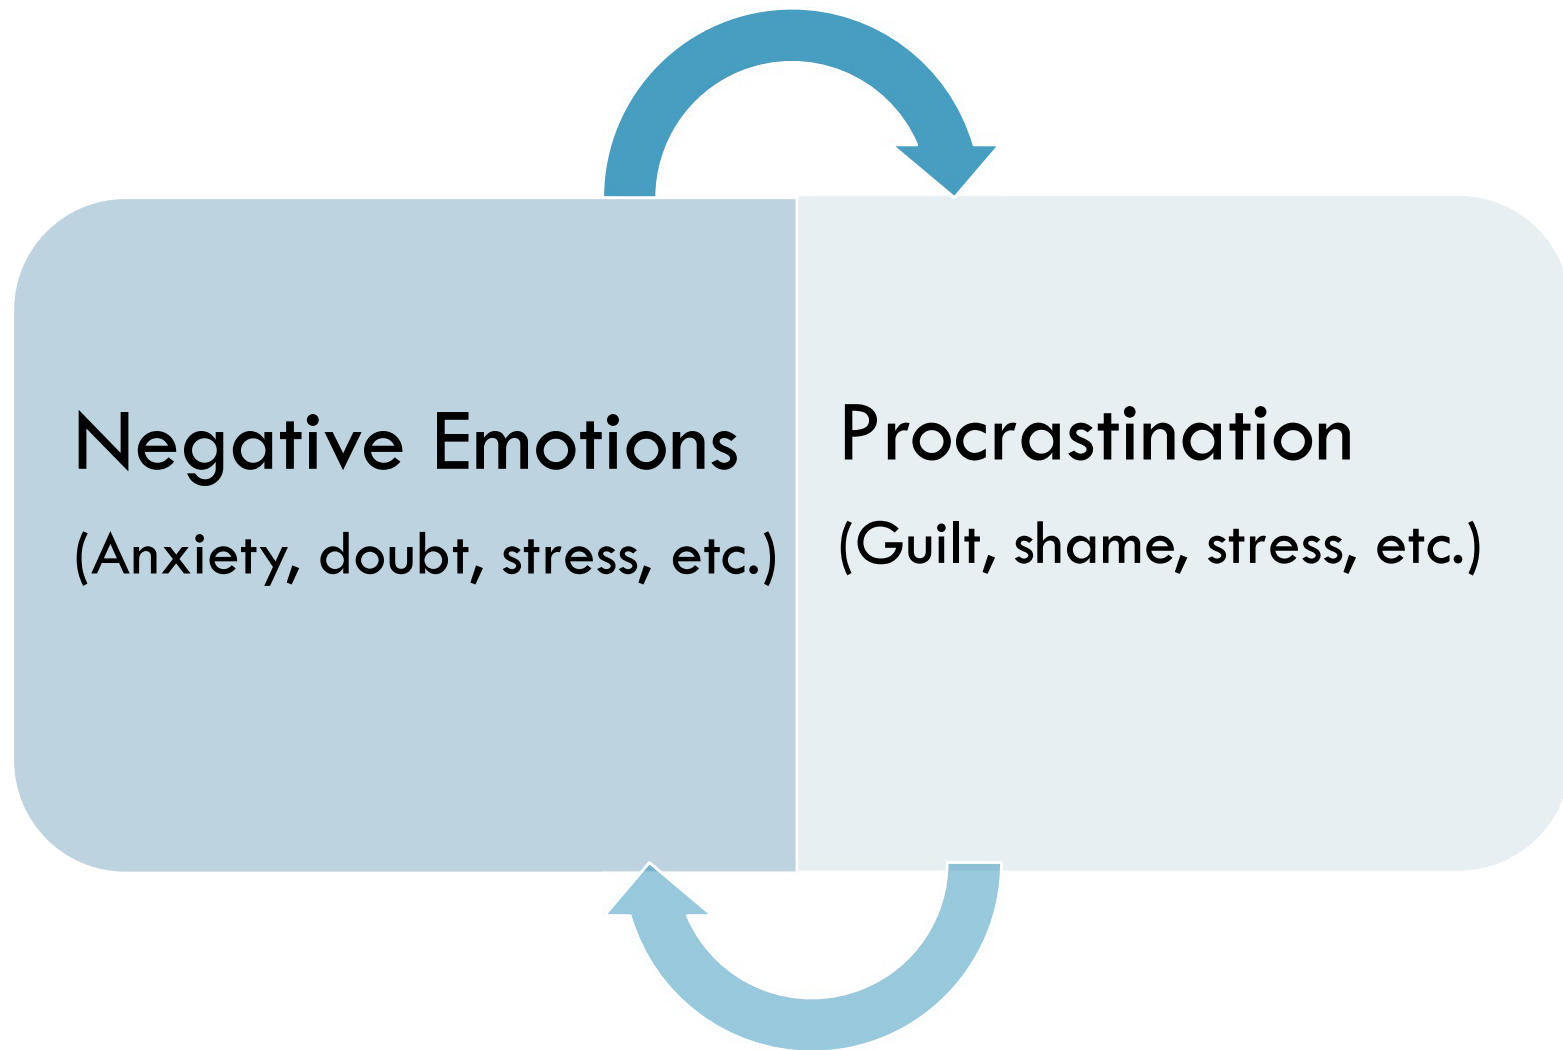 Negative Emotions
(Anxiety, doubt, stress, etc.)
Procrastination
(Guilt, shame, stress, etc.)